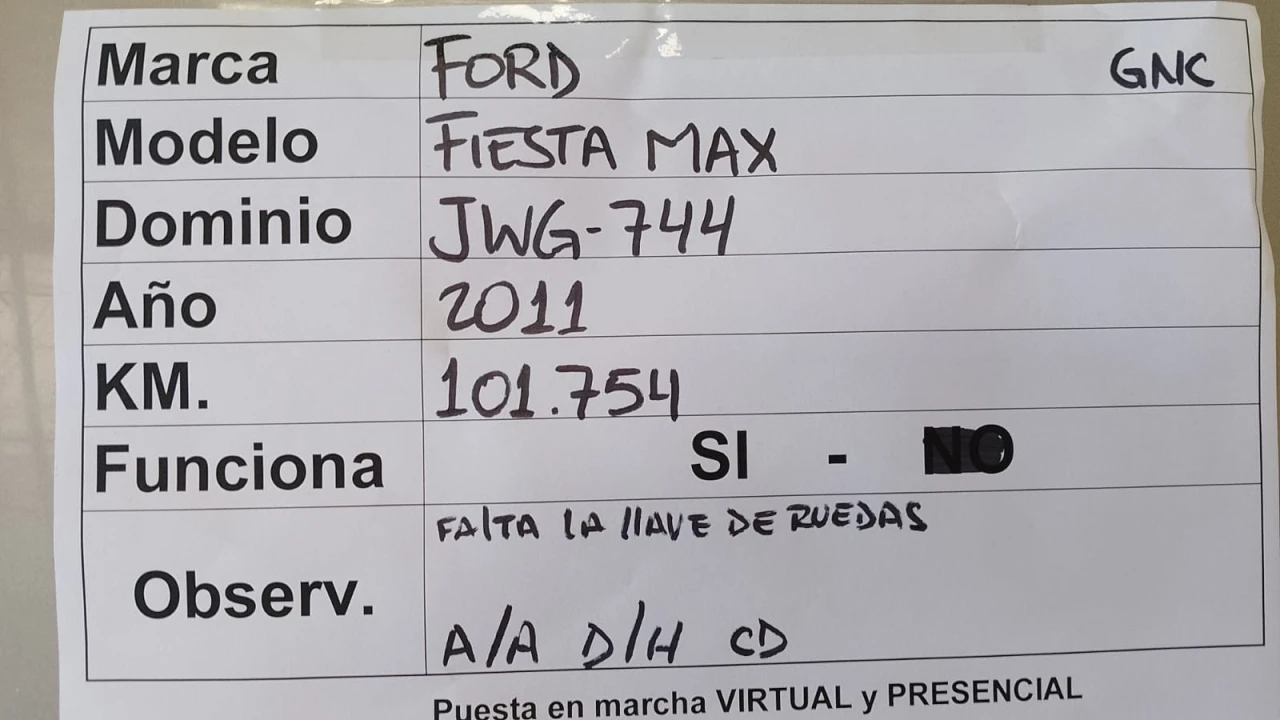 Marca FORD GNC
Modelo FIESTA MAX
Dominio JWG-744
Año 2011
KM. 101.754
Funciona SI - NO
Observ. FALTA LA LLAVE DE RUEDAS
A/A D/H CD
Puesta en marcha VIRTUAL y PRESENCIAL